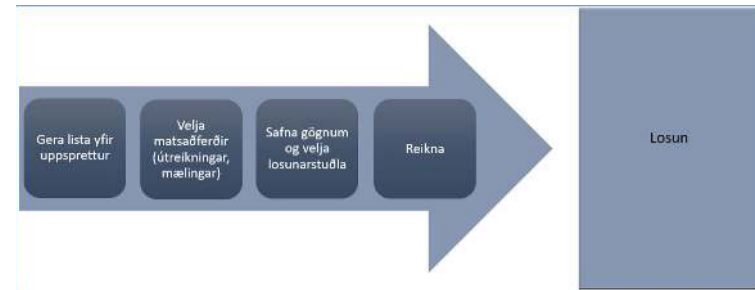 Gera lista yfir
uppsprettur
Velja
matsaðferðir
(útreikningar,
mælingar)
Safna gögnum
og velja
losunarstuðla
Reikna
Losun